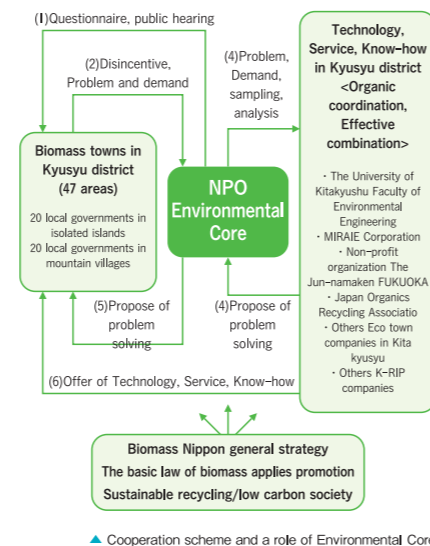 (1)Questionnaire, public hearing
(2)Disincentive,
Problem and demand
(4)Problem,
Demand,
sampling,
analysis
Technology,
Service, Know-how
in Kyusyu district
<Organic
coordination,
Effective
combination>
・The University of
Kitakyushu Faculty of
Environmental
Engineering
・MIRAIE Corporation
・Non-profit
organization The
Jun-namaken FUKUOKA
・Japan Organics
Recycling Associatio
・Others Eco town
companies in Kita
kyusyu
・Others K-RIP
companies
Biomass towns in
Kyusyu district
(47 areas)
20 local governments in
isolated islands
20 local governments in
mountain villages
NPO
Environmental
Core
(5)Propose of
problem
solving
(4)Propose of
problem
solving
(6)Offer of Technology, Service, Know-how
Biomass Nippon general strategy
The basic law of biomass applies promotion
Sustainable recycling/low carbon society
▲ Cooperation scheme and a role of Environmental Core